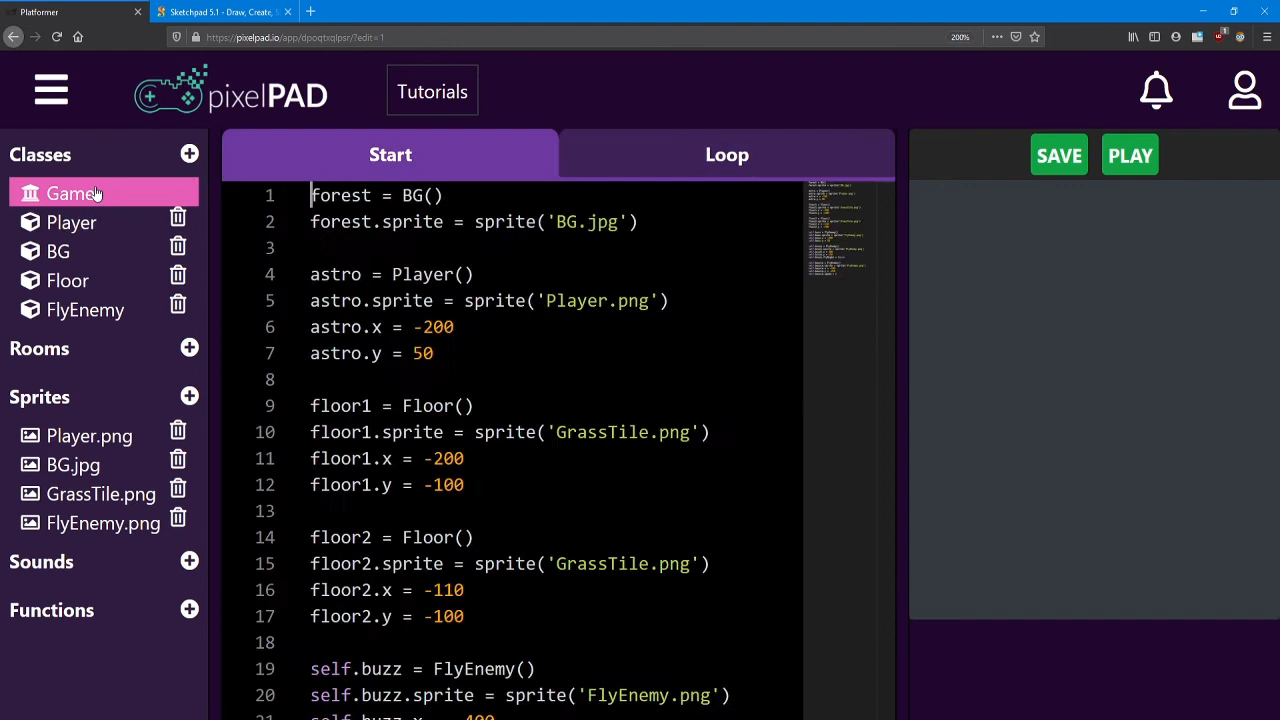 Platformer
Sketchpad 5.1 - Draw, Create,
https://pixelpad.io/app/dpoqtxqlpsr/?edit=1
200%
pixelPAD
Tutorials
Classes
Game
Player
BG
Floor
FlyEnemy
Rooms
Sprites
Player.png
BG.jpg
GrassTile.png
FlyEnemy.png
Sounds
Functions
Start
Loop
1 forest = BG()
2 forest.sprite = sprite('BG.jpg')
3
4 astro = Player()
5 astro.sprite = sprite('Player.png')
6 astro.x = -200
7 astro.y = 50
8
9 floor1 = Floor()
10 floor1.sprite = sprite('GrassTile.png')
11 floor1.x = -200
12 floor1.y = -100
13
14 floor2 = Floor()
15 floor2.sprite = sprite('GrassTile.png')
16 floor2.x = -110
17 floor2.y = -100
18
19 self.buzz = FlyEnemy()
20 self.buzz.sprite = sprite('FlyEnemy.png')
SAVE
PLAY